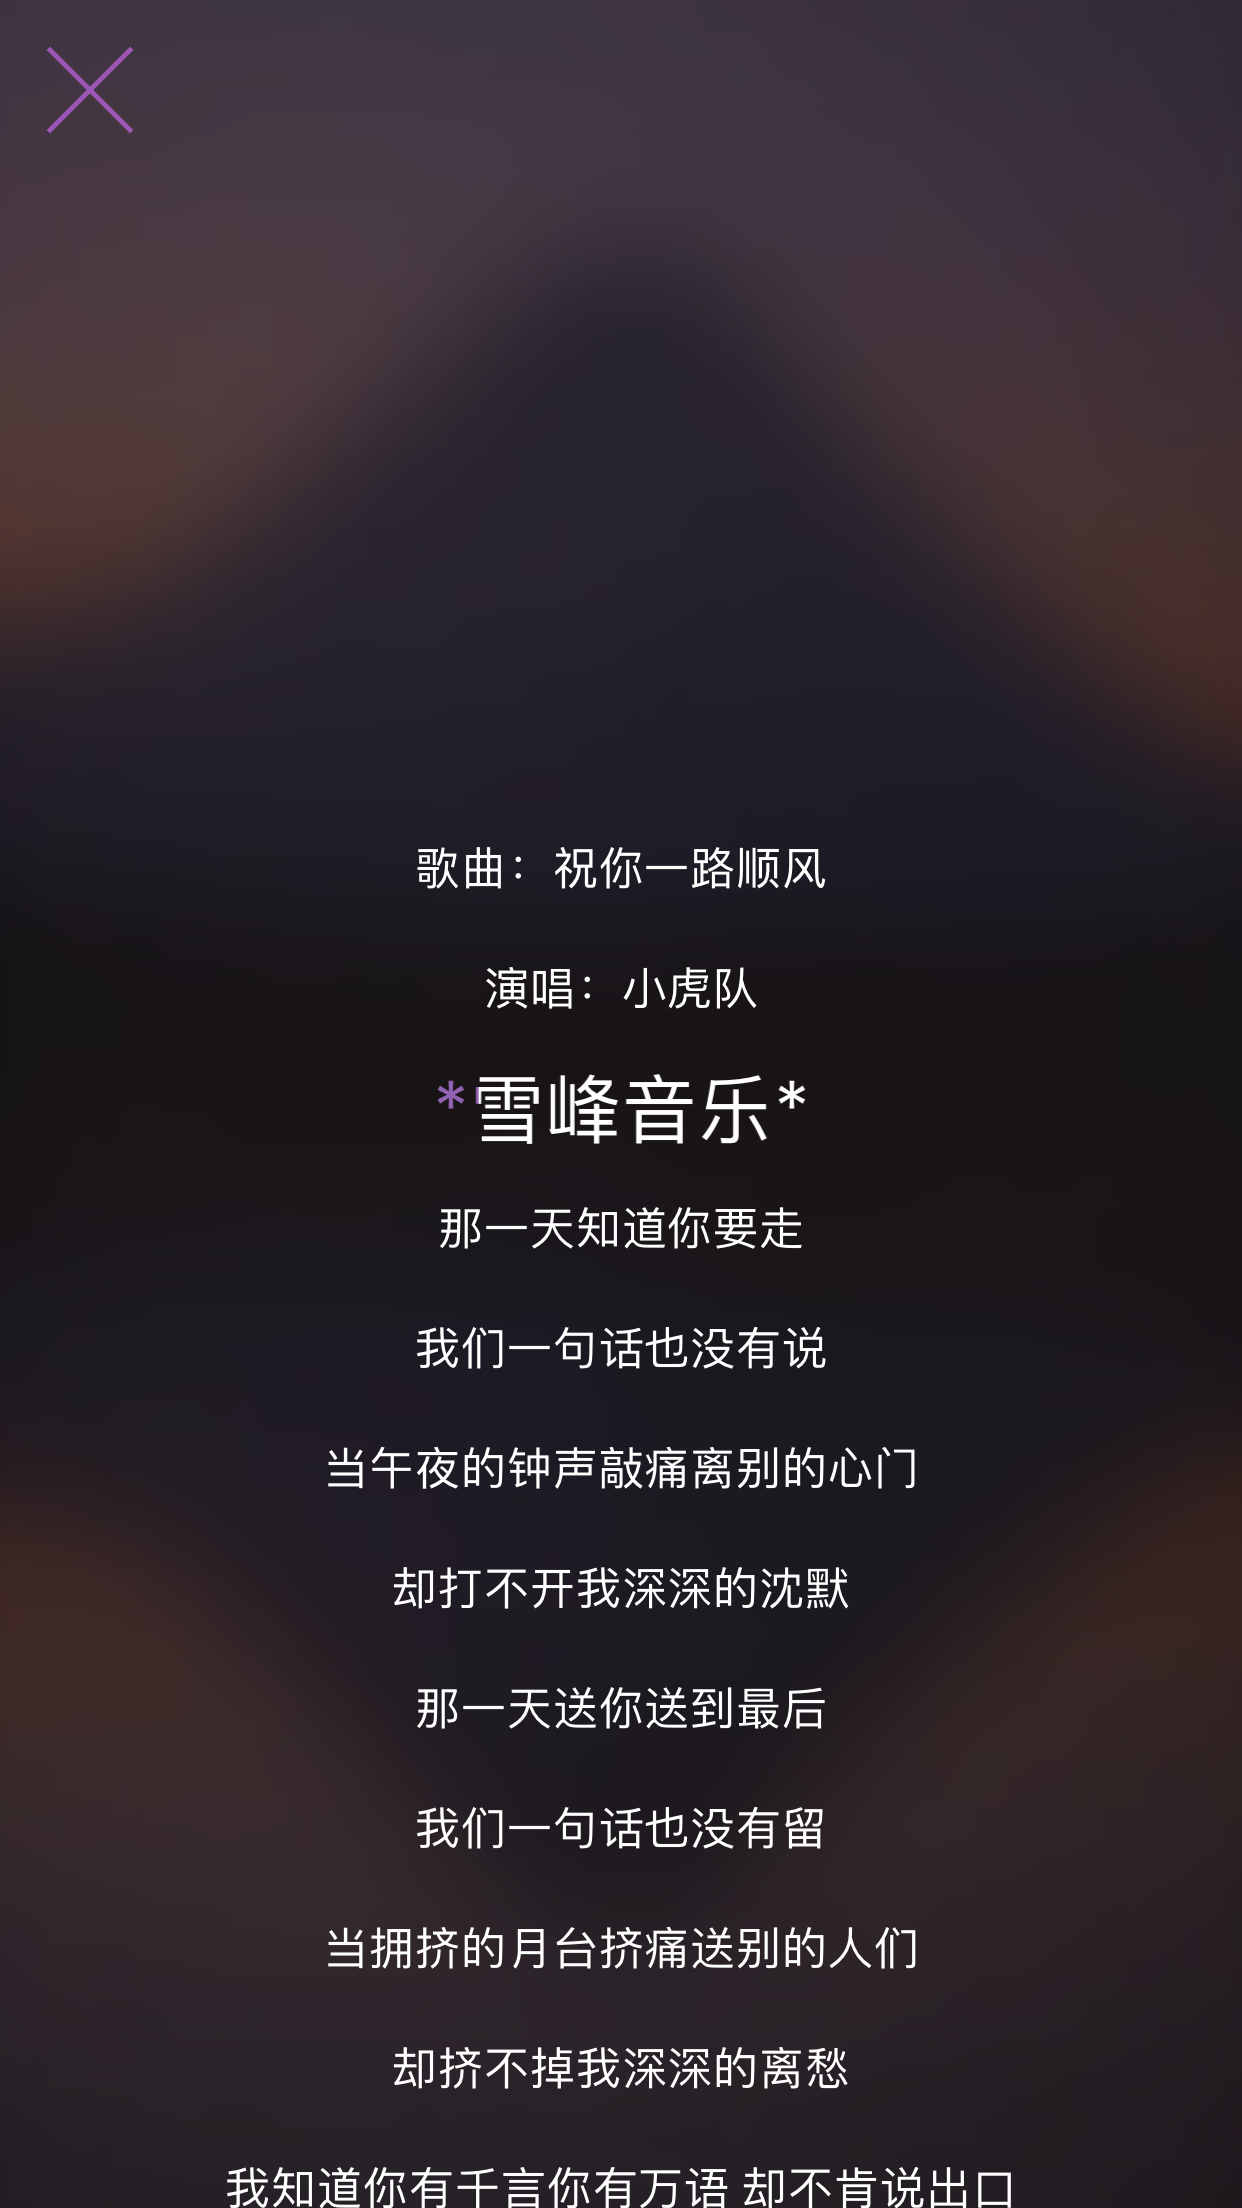 歌曲：祝你一路顺风
演唱：小虎队
*雪峰音乐*
那一天知道你要走
我们一句话也没有说
当午夜的钟声敲痛离别的心门
却打不开我深深的沈默
那一天送你送到最后
我们一句话也没有留
当拥挤的月台挤痛送别的人们
却挤不掉我深深的离愁
我知道你有千言你有万语 却不肯说出口